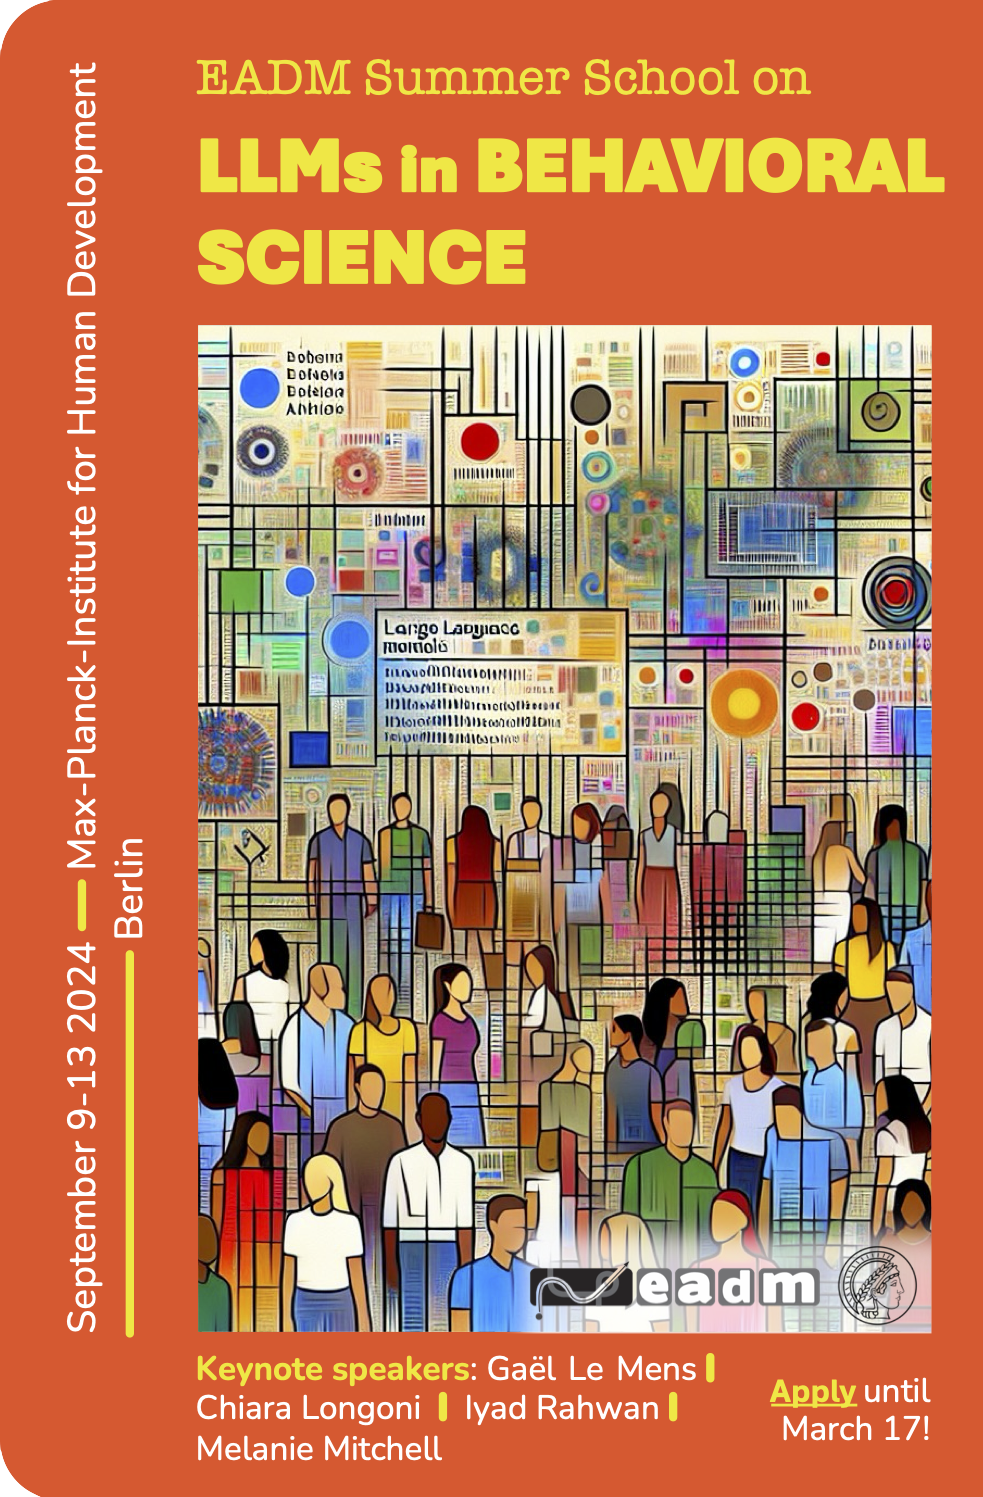 EADM Summer School on
LLMs in BEHAVIORAL
SCIENCE
September 9-13 2024 Max-Planck-Institute for Human Development
Berlin
eadm
Keynote speakers: Gaël Le Mens
Chiara Longoni Iyad Rahwan
Melanie Mitchell
Apply until
March 17!